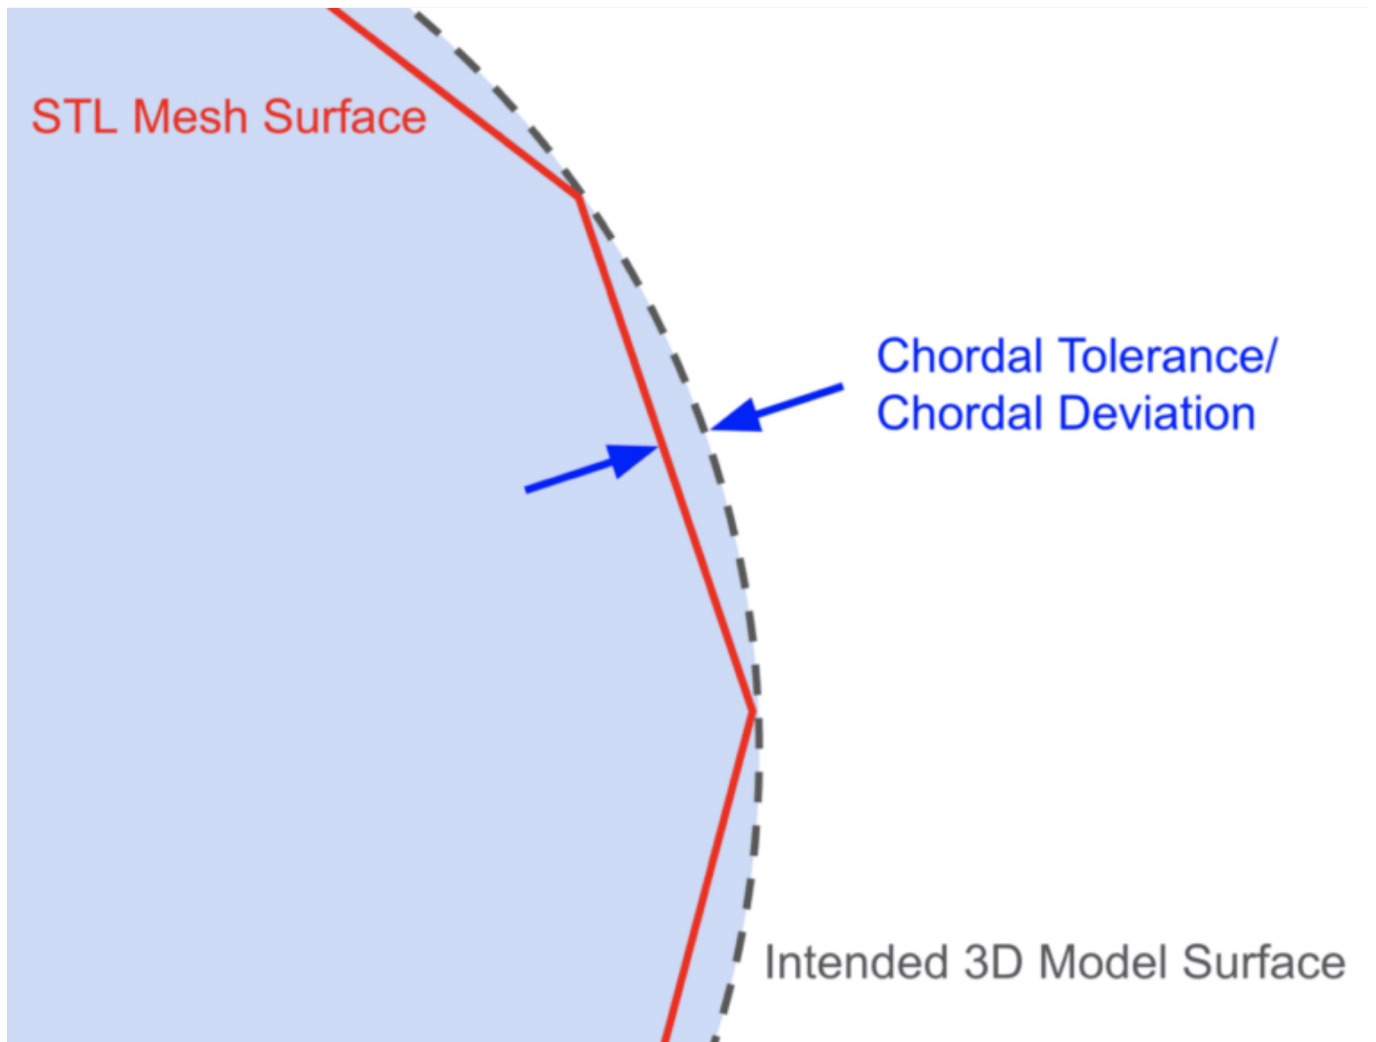 STL Mesh Surface
Chordal Tolerance/
Chordal Deviation
Intended 3D Model Surface